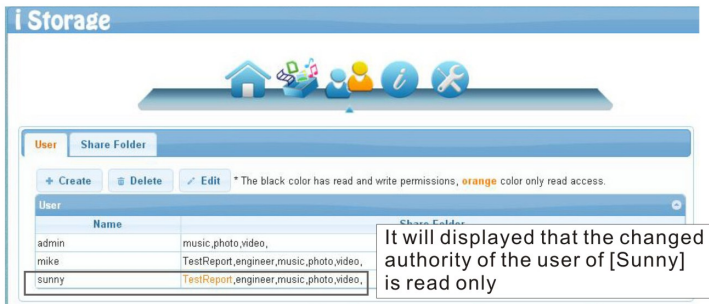 i Storage
User Share Folder
+ Create Delete Edit * The black color has read and write permissions, orange color only read access.
User
Name Share Folder
admin music,photo,video,
mike TestReport,engineer,music,photo,video,
sunny TestReport,engineer,music,photo,video,
It will displayed that the changed
authority of the user of [Sunny]
is read only